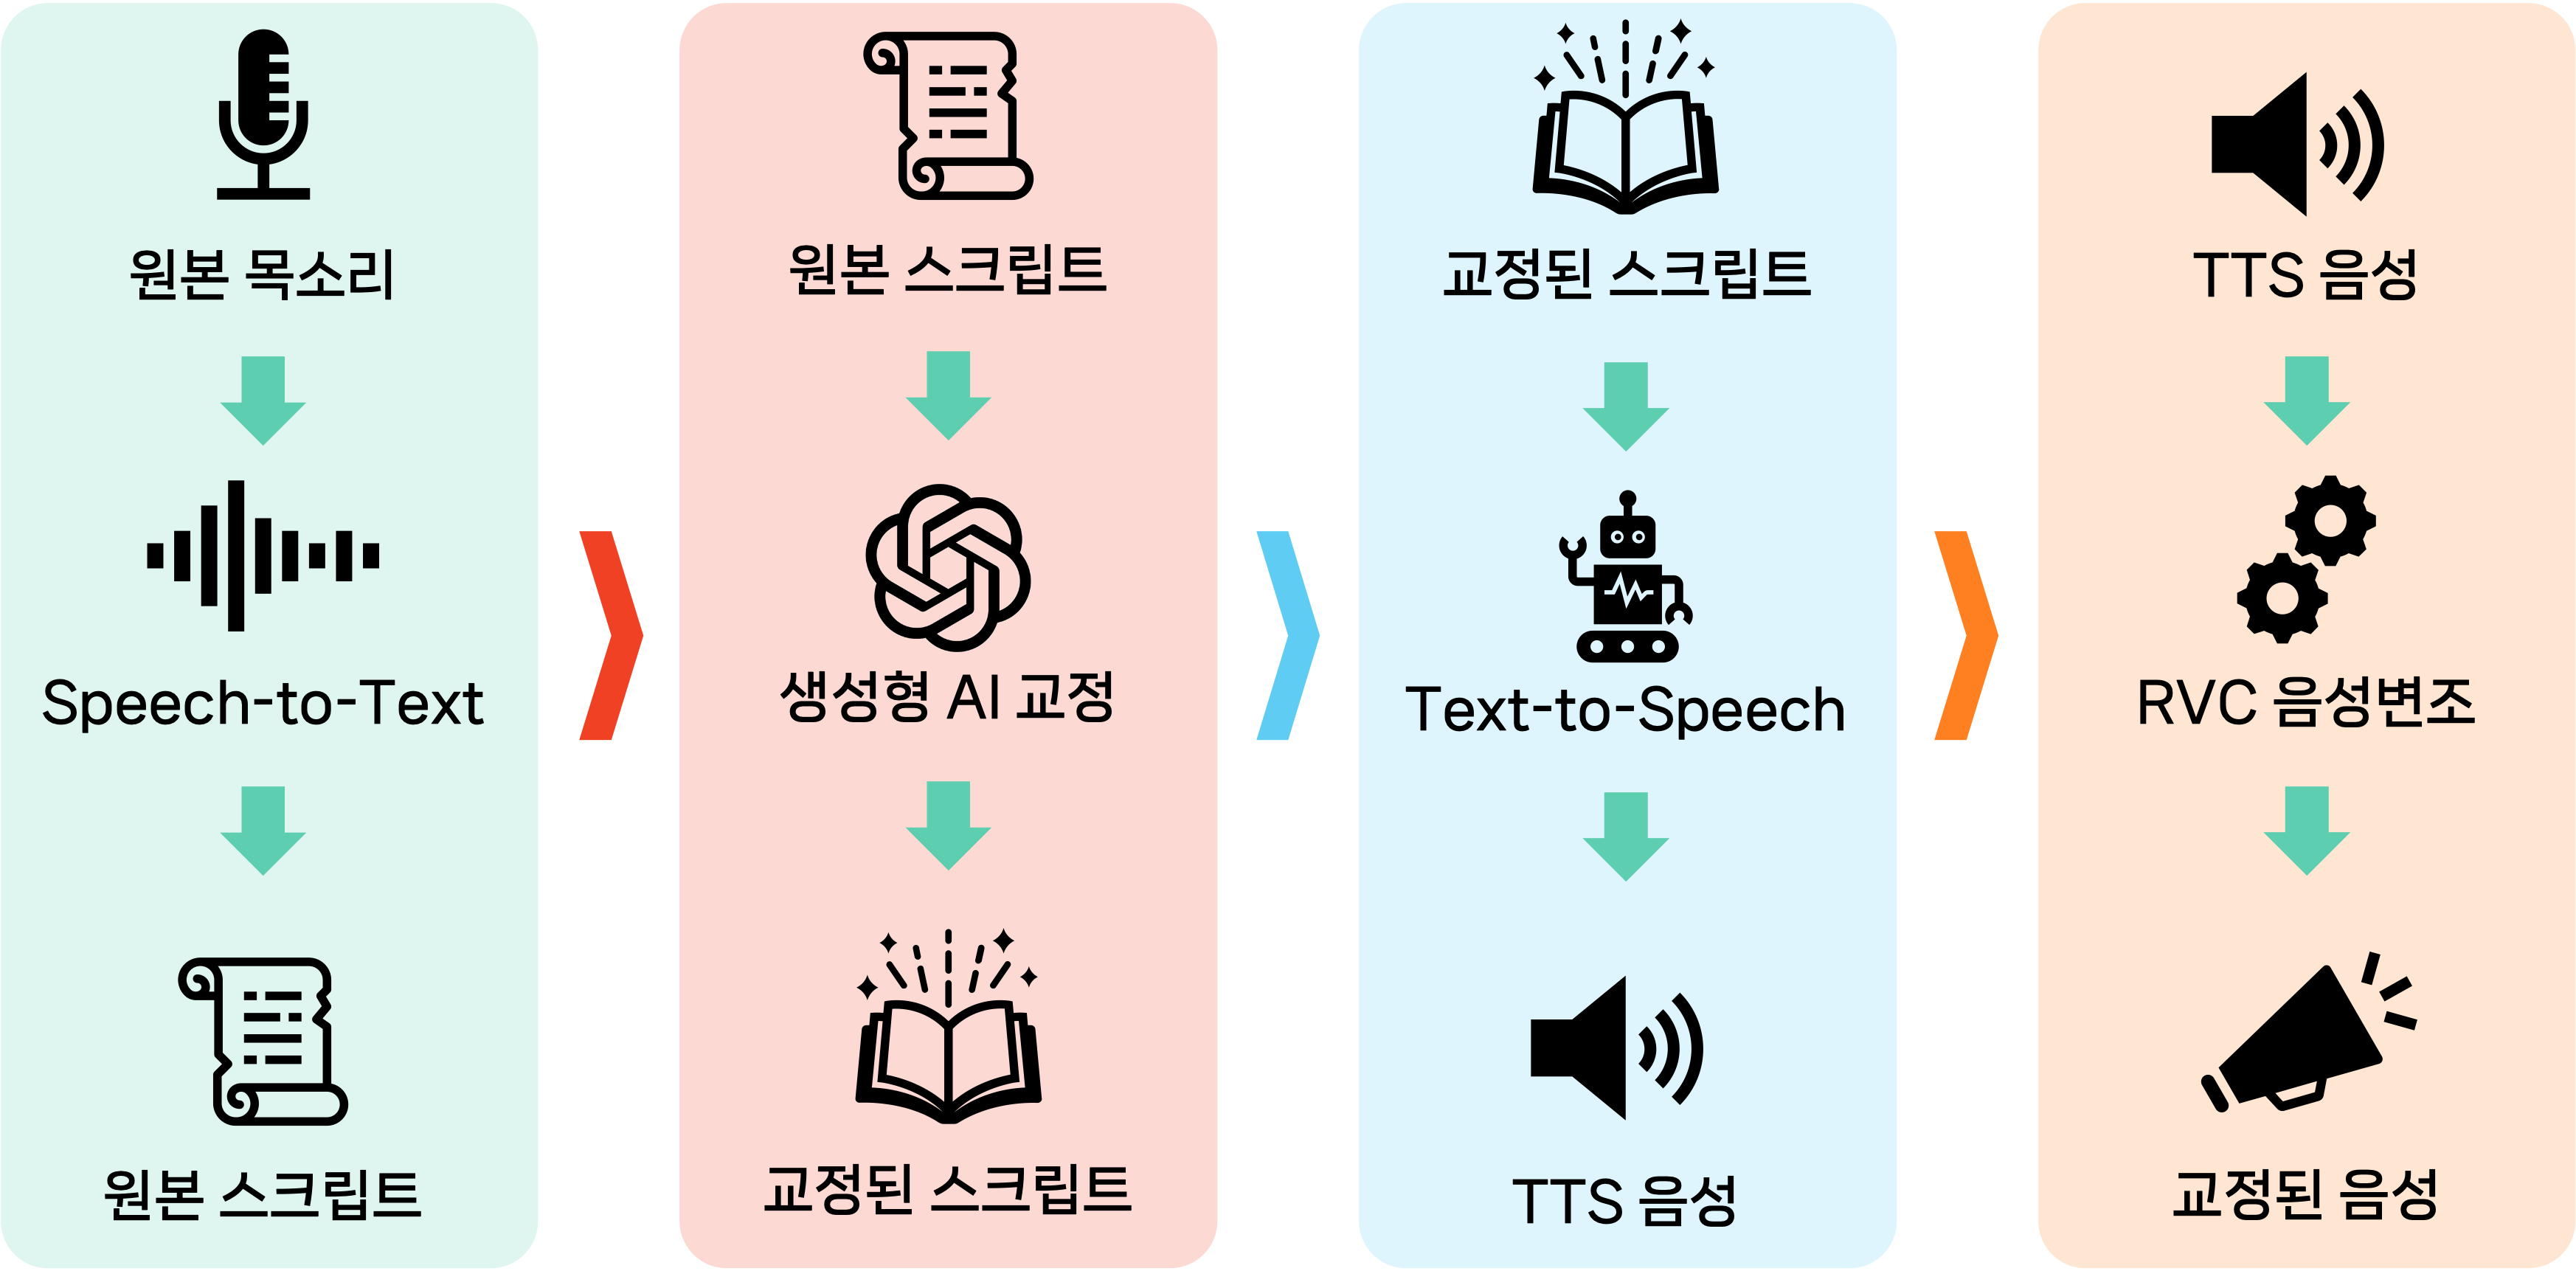 원본 목소리
Speech-to-Text
원본 스크립트
원본 스크립트
생성형 AI 교정
교정된 스크립트
교정된 스크립트
Text-to-Speech
TTS 음성
TTS 음성
RVC 음성변조
교정된 음성